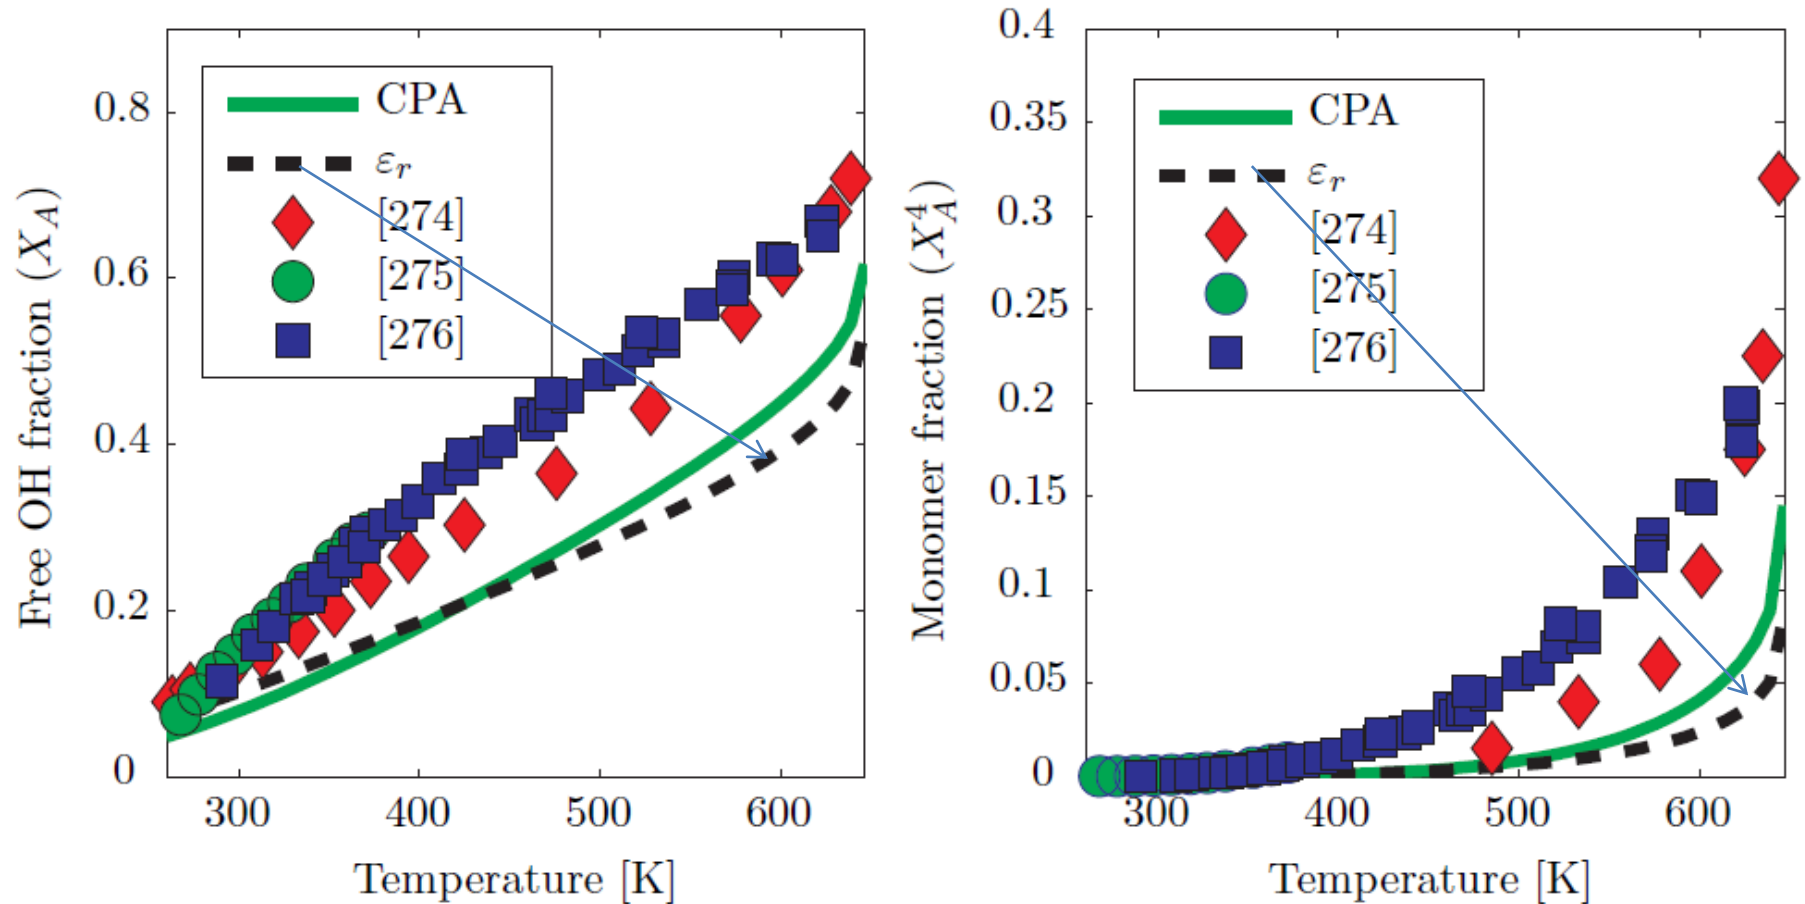 Free OH fraction (X_A)
0.8
0.6
0.4
0.2
0
300 400 500 600
Temperature [K]
CPA
ε_r
[274]
[275]
[276]
Monomer fraction (X_A^4)
0.4
0.35
0.3
0.25
0.2
0.15
0.1
0.05
0
300 400 500 600
Temperature [K]
CPA
ε_r
[274]
[275]
[276]